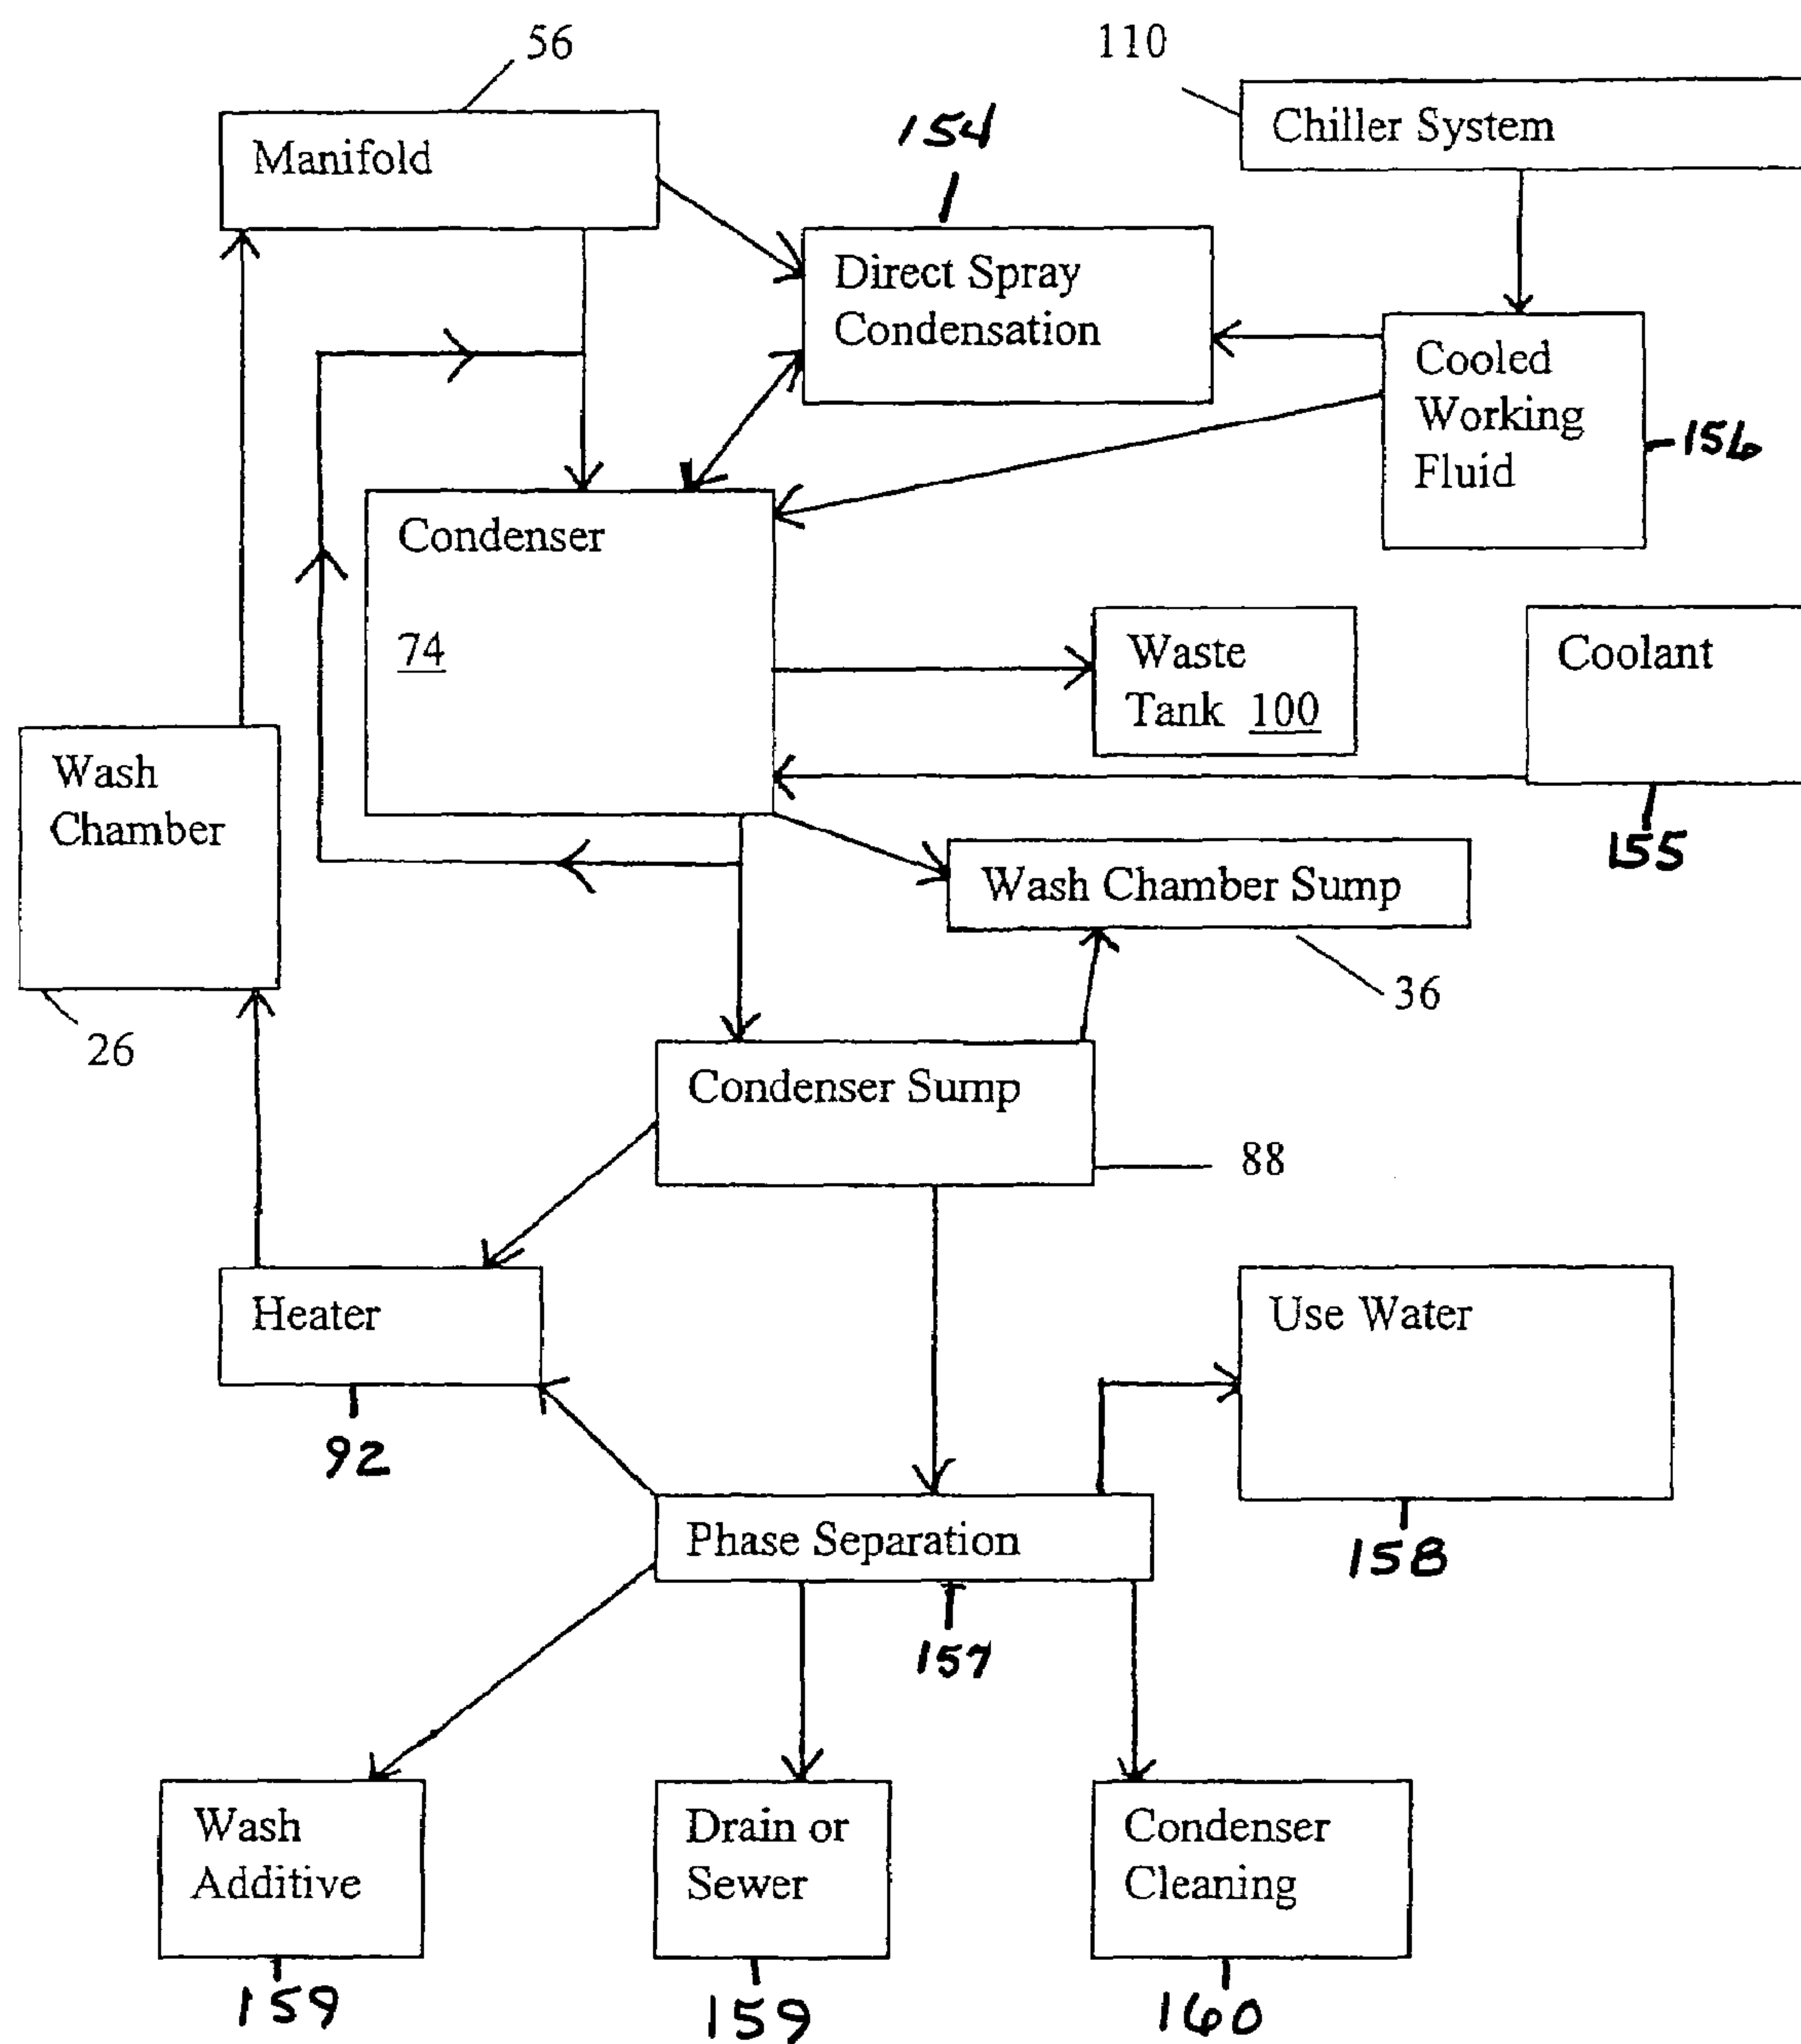 56
110
Manifold
Chiller System
154
Direct Spray
Condensation
Cooled
Working
Fluid
156
Condenser
74
Waste
Tank 100
Coolant
155
Wash
Chamber
26
Wash Chamber Sump
36
Condenser Sump
88
Heater
92
Use Water
158
Phase Separation
157
Wash
Additive
159
Drain or
Sewer
159
Condenser
Cleaning
160